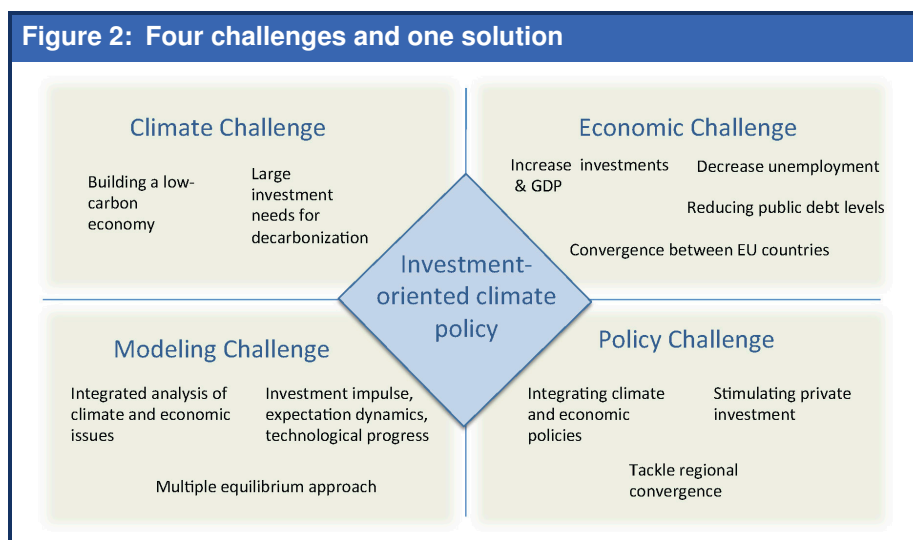 Figure 2: Four challenges and one solution
Climate Challenge
Building a low-
carbon
economy
Large
investment
needs for
decarbonization
Economic Challenge
Increase investments
& GDP
Decrease unemployment
Reducing public debt levels
Convergence between EU countries
Investment-
oriented climate
policy
Modeling Challenge
Integrated analysis of
climate and economic
issues
Investment impulse,
expectation dynamics,
technological progress
Multiple equilibrium approach
Policy Challenge
Integrating climate
and economic
policies
Stimulating private
investment
Tackle regional
convergence